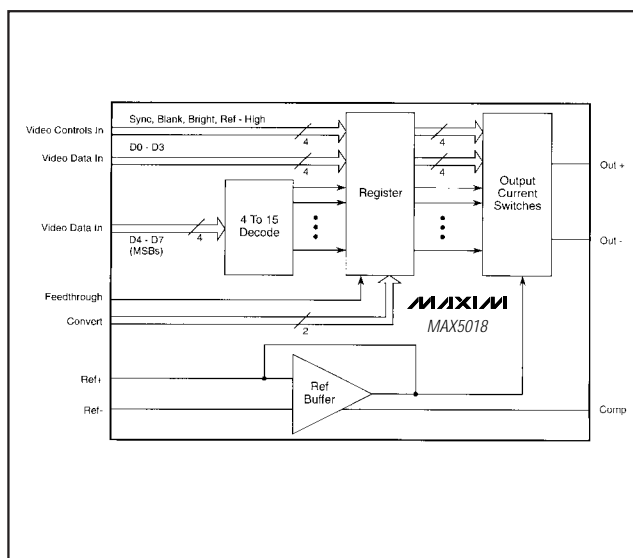 Sync, Blank, Bright, Ref - High
Video Controls In
4
4
D0 - D3
Video Data In
4
4
Register
Output
Current
Switches
Out +
Out -
4 To 15
Decode
Video Data In
4
D4 - D7
(MSBs)
Feedthrough
Convert
2
MAXIM
MAX5018
Ref+
Ref-
Ref
Buffer
Comp